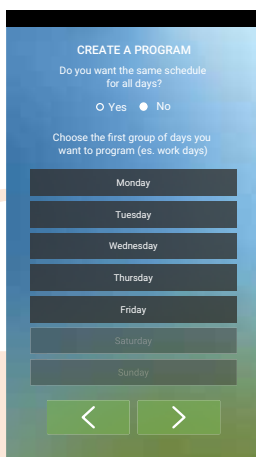 CREATE A PROGRAM
Do you want the same schedule
for all days?
Yes No
Choose the first group of days you
want to program (es. work days)
Monday
Tuesday
Wednesday
Thursday
Friday
Saturday
Sunday